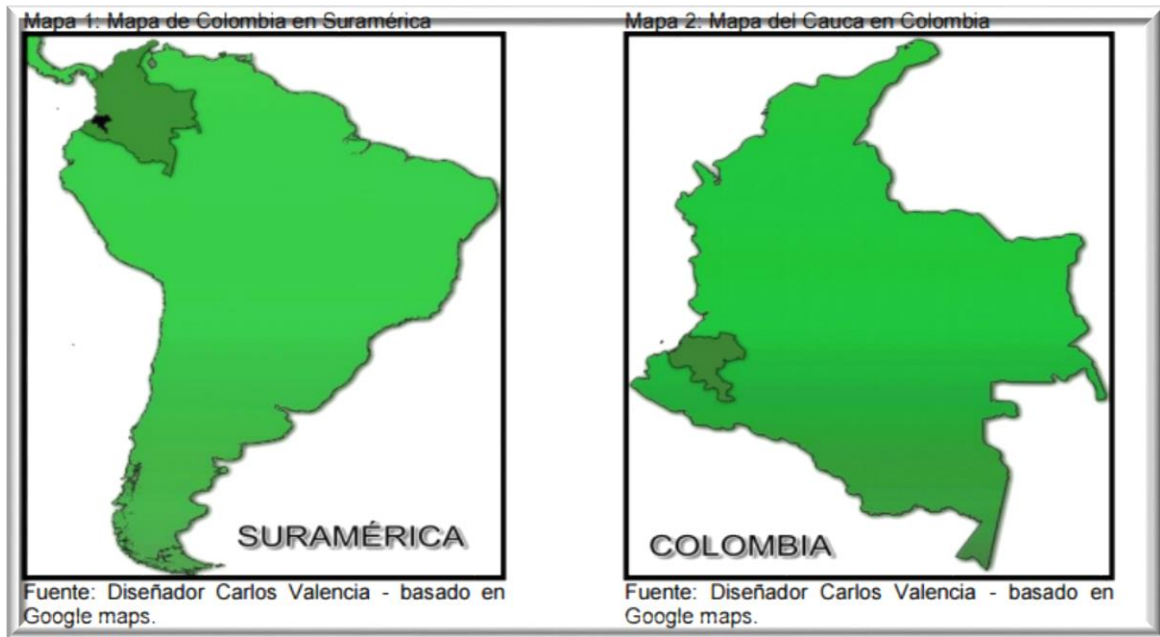 Mapa 1: Mapa de Colombia en Suramérica
SURAMÉRICA
Fuente: Diseñador Carlos Valencia - basado en
Google maps.
Mapa 2: Mapa del Cauca en Colombia
COLOMBIA
Fuente: Diseñador Carlos Valencia - basado en
Google maps.